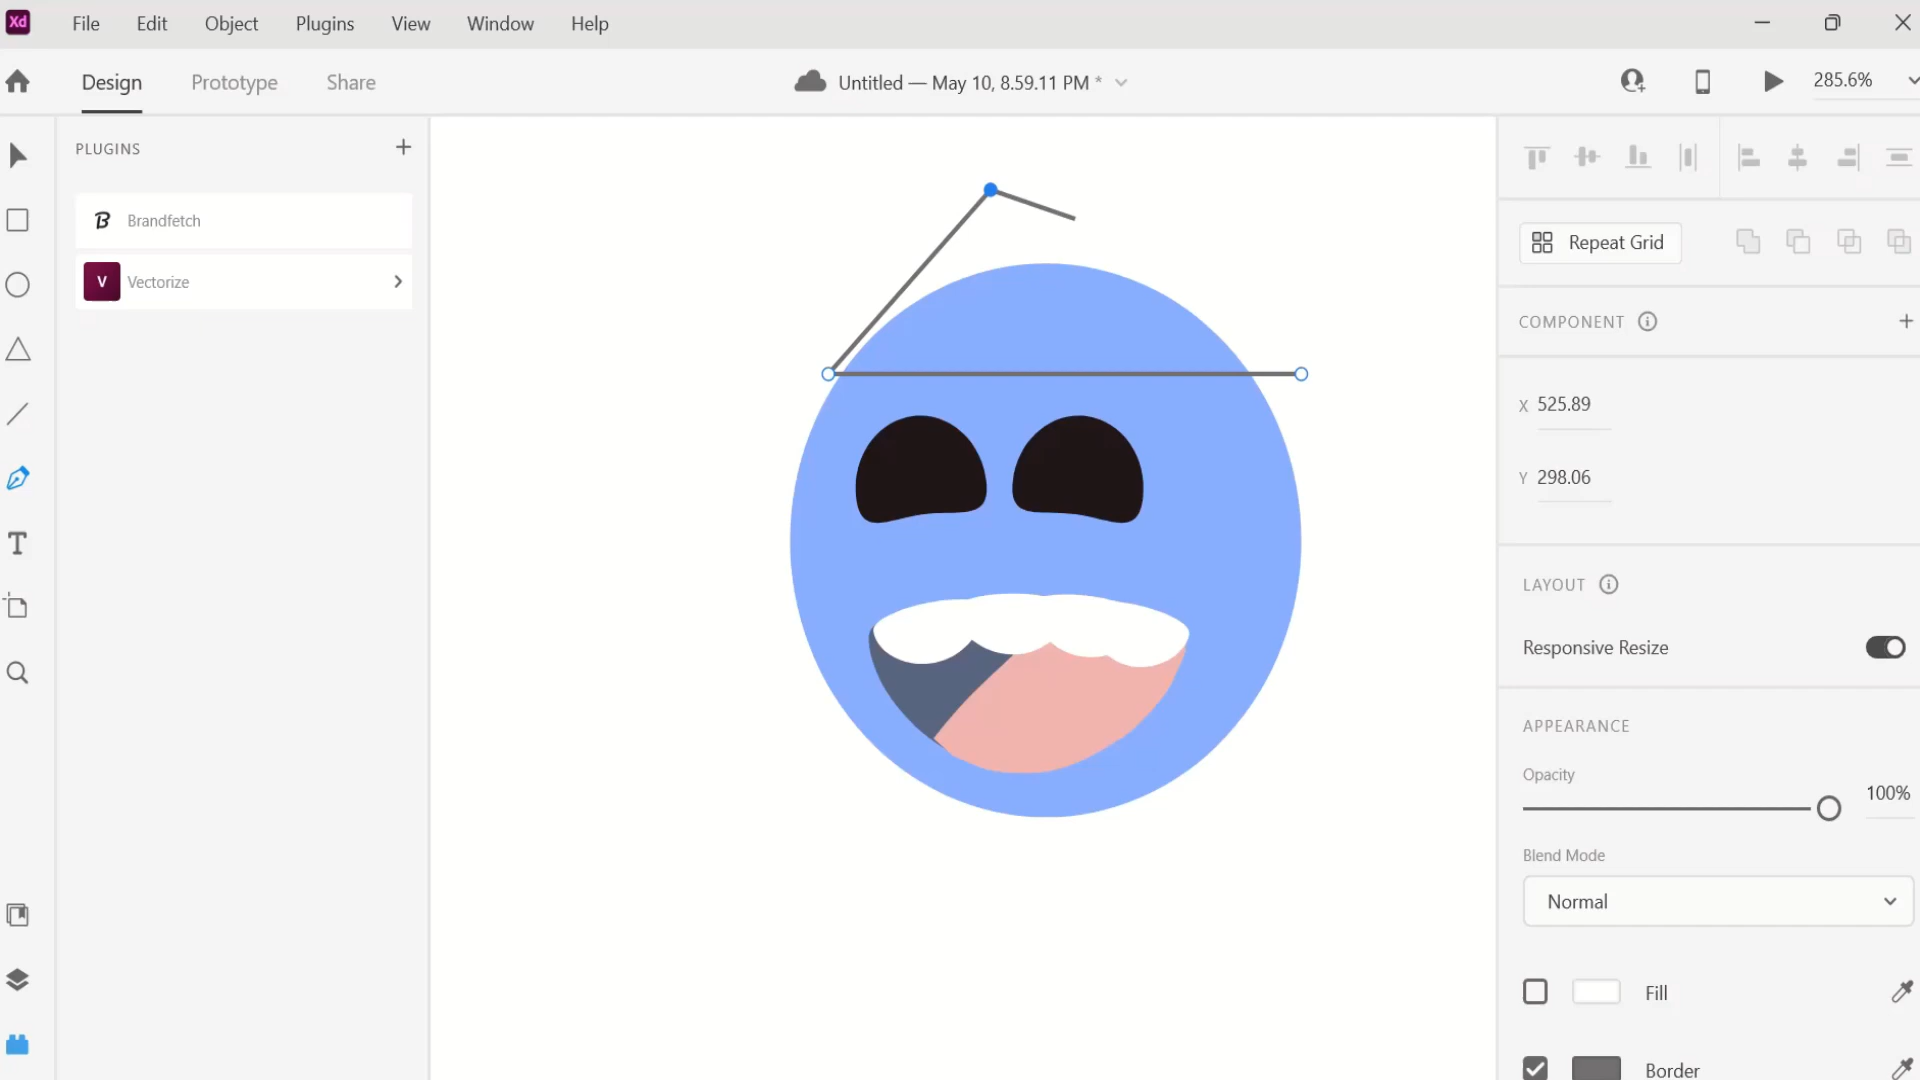 Xd File Edit Object Plugins View Window Help
Design Prototype Share Untitled — May 10, 8.59.11 PM * 285.6%
PLUGINS
Brandfetch
V Vectorize
Repeat Grid
COMPONENT
X 525.89
Y 298.06
LAYOUT
Responsive Resize
APPEARANCE
Opacity
100%
Blend Mode
Normal
Fill
Border